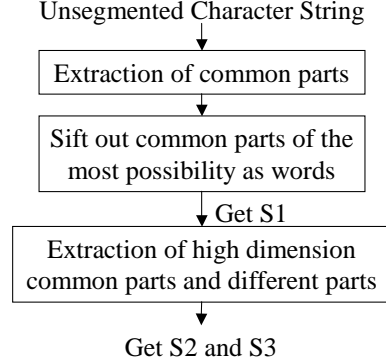 Unsegmented Character String
Extraction of common parts
Sift out common parts of the
most possibility as words
Get S1
Extraction of high dimension
common parts and different parts
Get S2 and S3